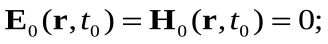 E₀(r,t₀) = H₀(r,t₀) = 0;